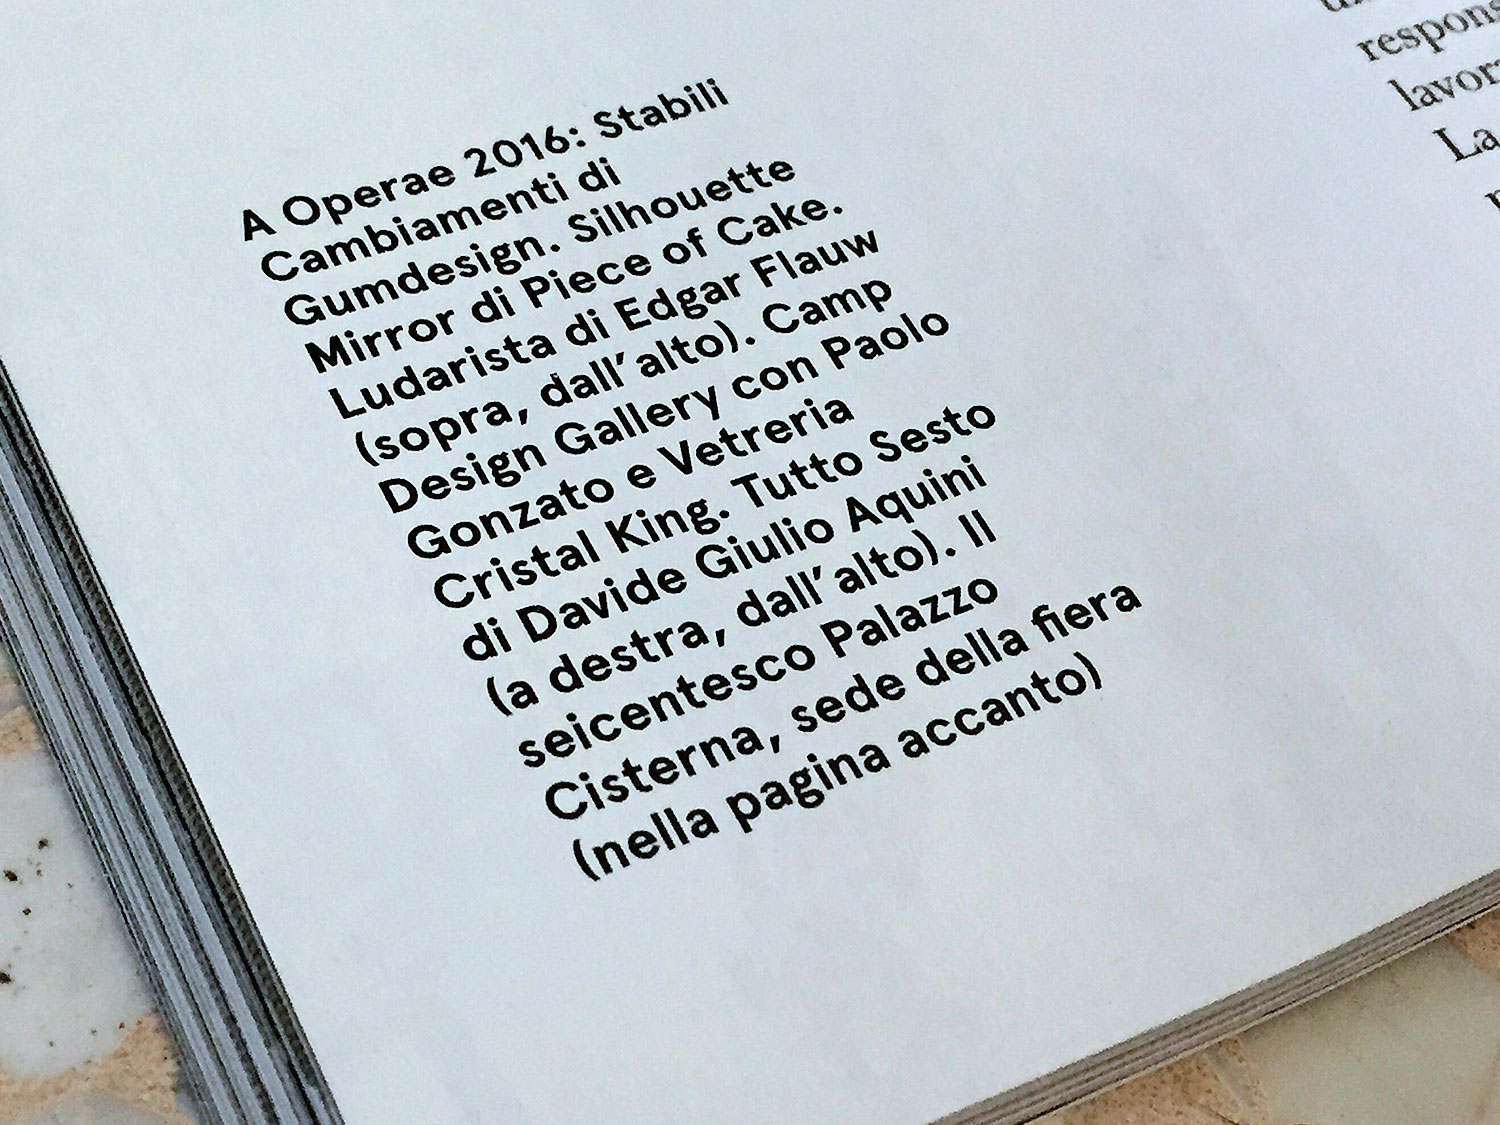 A Operae 2016: Stabili
Cambiamenti di
Gumdesign. Silhouette
Mirror di Piece of Cake.
Ludarista di Edgar Flauw
(sopra, dall'alto). Camp
Design Gallery con Paolo
Gonzato e Vetreria
Cristal King. Tutto Sesto
di Davide Giulio Aquini
(a destra, dall'alto). Il
seicentesco Palazzo
Cisterna, sede della fiera
(nella pagina accanto)
respons
lavora
La